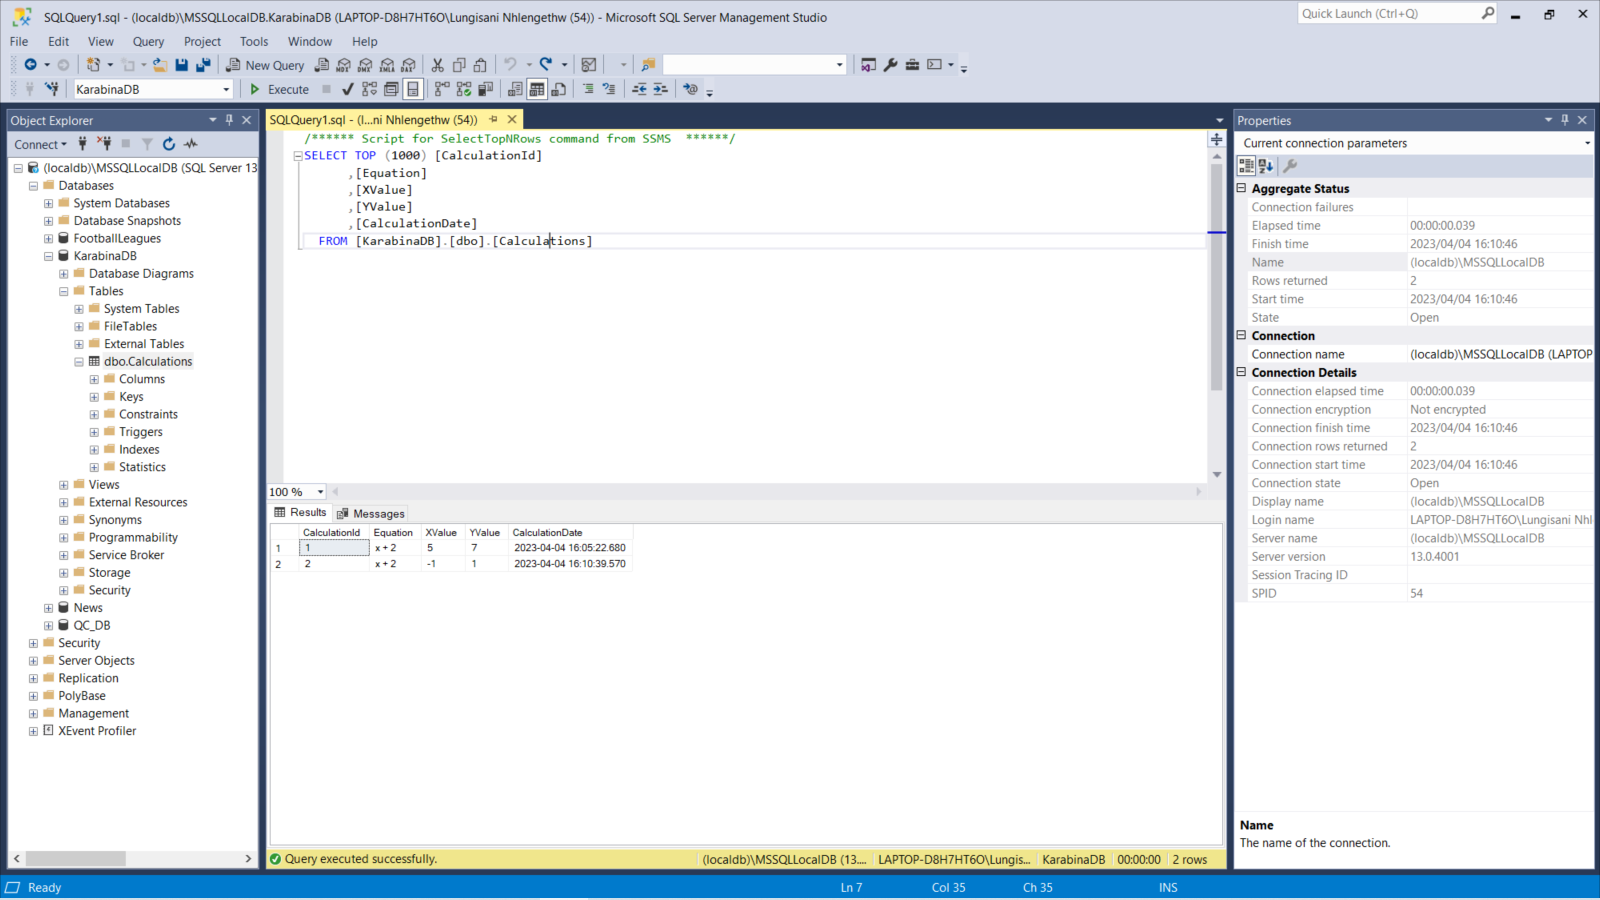 SQLQuery1.sql - (localdb)\MSSQLLocalDB.KarabinaDB (LAPTOP-D8H7HT6O\Lungisani Nhlengethw (54)) - Microsoft SQL Server Management Studio
Quick Launch (Ctrl+Q)
File Edit View Query Project Tools Window Help
New Query
MDX DMX XMLA DAX
KarabinaDB
Execute
Object Explorer
Connect
(localdb)\MSSQLLocalDB (SQL Server 13
Databases
System Databases
Database Snapshots
FootballLeagues
KarabinaDB
Database Diagrams
Tables
System Tables
FileTables
External Tables
dbo.Calculations
Columns
Keys
Constraints
Triggers
Indexes
Statistics
Views
External Resources
Synonyms
Programmability
Service Broker
Storage
Security
News
QC_DB
Security
Server Objects
Replication
PolyBase
Management
XEvent Profiler
SQLQuery1.sql - (l...ni Nhlengethw (54))
/****** Script for SelectTopNRows command from SSMS ******/
SELECT TOP (1000) [CalculationId]
,[Equation]
,[XValue]
,[YValue]
,[CalculationDate]
FROM [KarabinaDB].[dbo].[Calculations]
100 %
Results Messages
CalculationId Equation XValue YValue CalculationDate
1 1 x + 2 5 7 2023-04-04 16:05:22.680
2 2 x + 2 -1 1 2023-04-04 16:10:39.570
Query executed successfully. (localdb)\MSSQLLocalDB (13.... LAPTOP-D8H7HT6O\Lungis... KarabinaDB 00:00:00 2 rows
Properties
Current connection parameters
Aggregate Status
Connection failures
Elapsed time 00:00:00.039
Finish time 2023/04/04 16:10:46
Name (localdb)\MSSQLLocalDB
Rows returned 2
Start time 2023/04/04 16:10:46
State Open
Connection
Connection name (localdb)\MSSQLLocalDB (LAPTOP
Connection Details
Connection elapsed time 00:00:00.039
Connection encryption Not encrypted
Connection finish time 2023/04/04 16:10:46
Connection rows returned 2
Connection start time 2023/04/04 16:10:46
Connection state Open
Display name (localdb)\MSSQLLocalDB
Login name LAPTOP-D8H7HT6O\Lungisani Nhl
Server name (localdb)\MSSQLLocalDB
Server version 13.0.4001
Session Tracing ID
SPID 54
Name
The name of the connection.
Ready Ln 7 Col 35 Ch 35 INS